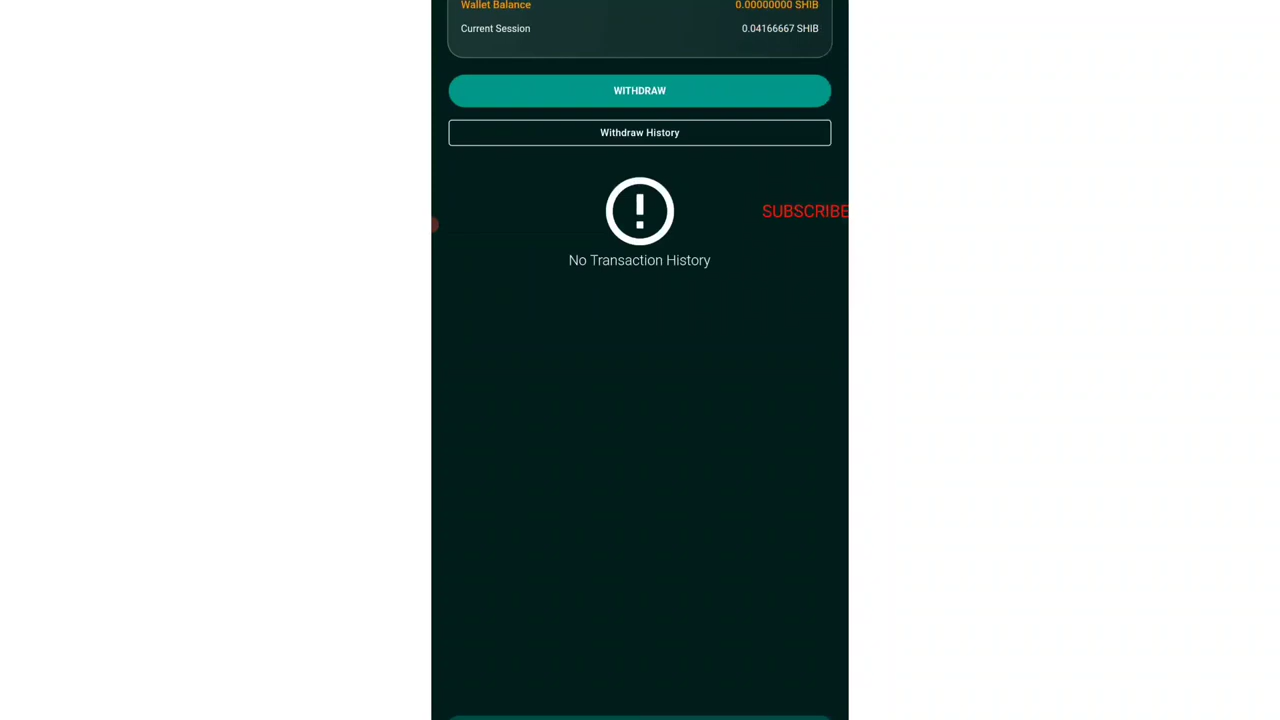 Wallet Balance 0.00000000 SHIB
Current Session 0.04166667 SHIB
WITHDRAW
Withdraw History
SUBSCRIBE
No Transaction History